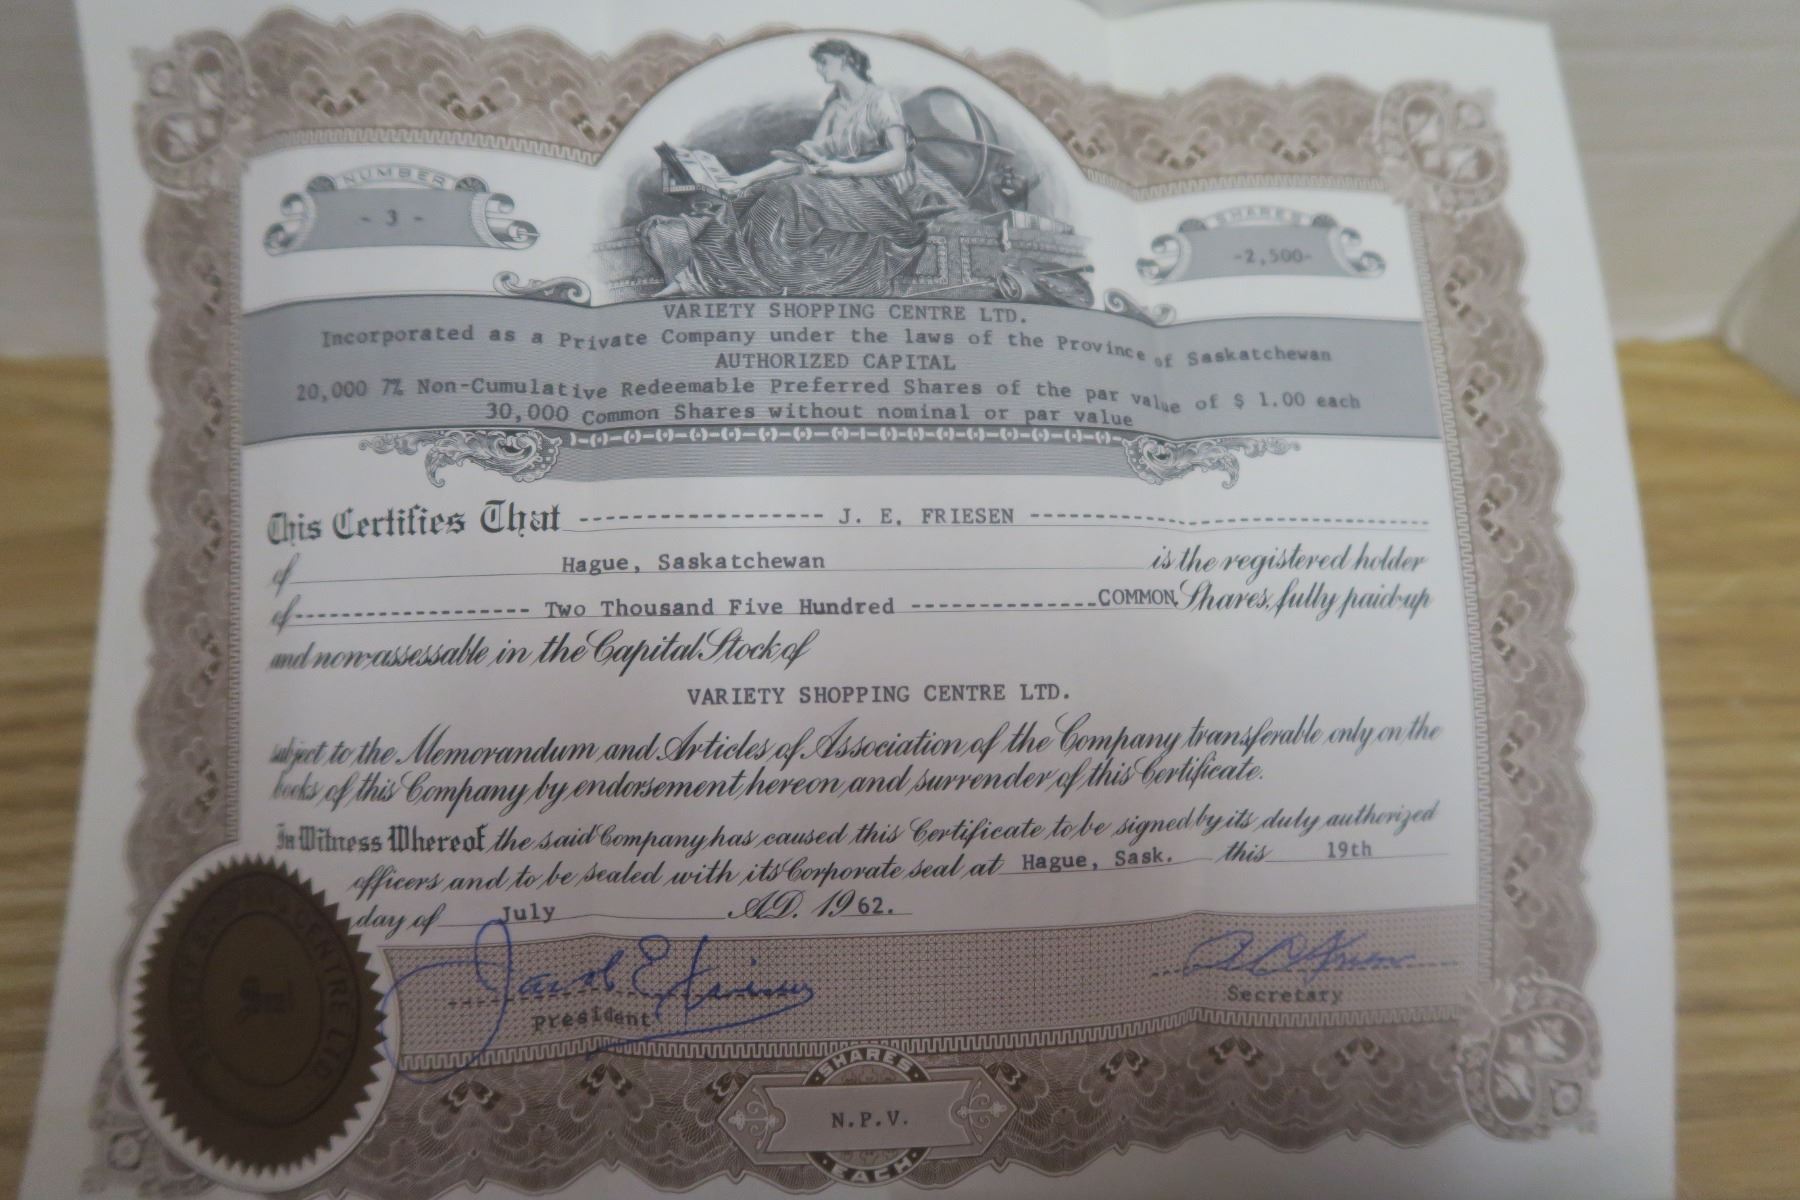 NUMBER
- 3 -
SHARES
-2,500-
VARIETY SHOPPING CENTRE LTD.
Incorporated as a Private Company under the laws of the Province of Saskatchewan
AUTHORIZED CAPITAL
20,000 7% Non-Cumulative Redeemable Preferred Shares of the par value of $ 1.00 each
30,000 Common Shares without nominal or par value
This Certifies That ------------------ J. E. FRIESEN ------------------------------
of Hague, Saskatchewan is the registered holder
of ------------------ Two Thousand Five Hundred -------------- COMMON Shares, fully paid-up
and non-assessable in the Capital Stock of
VARIETY SHOPPING CENTRE LTD.
subject to the Memorandum and Articles of Association of the Company transferable only on the
books of this Company by endorsement hereon and surrender of this Certificate.
In Witness Whereof the said Company has caused this Certificate to be signed by its duly authorized
officers and to be sealed with its Corporate seal at Hague, Sask. this 19th
day of July A.D. 1962.
Jacob E Friesen
President
Secretary
CENTRE LTD
SHARES
N.P.V.
EACH